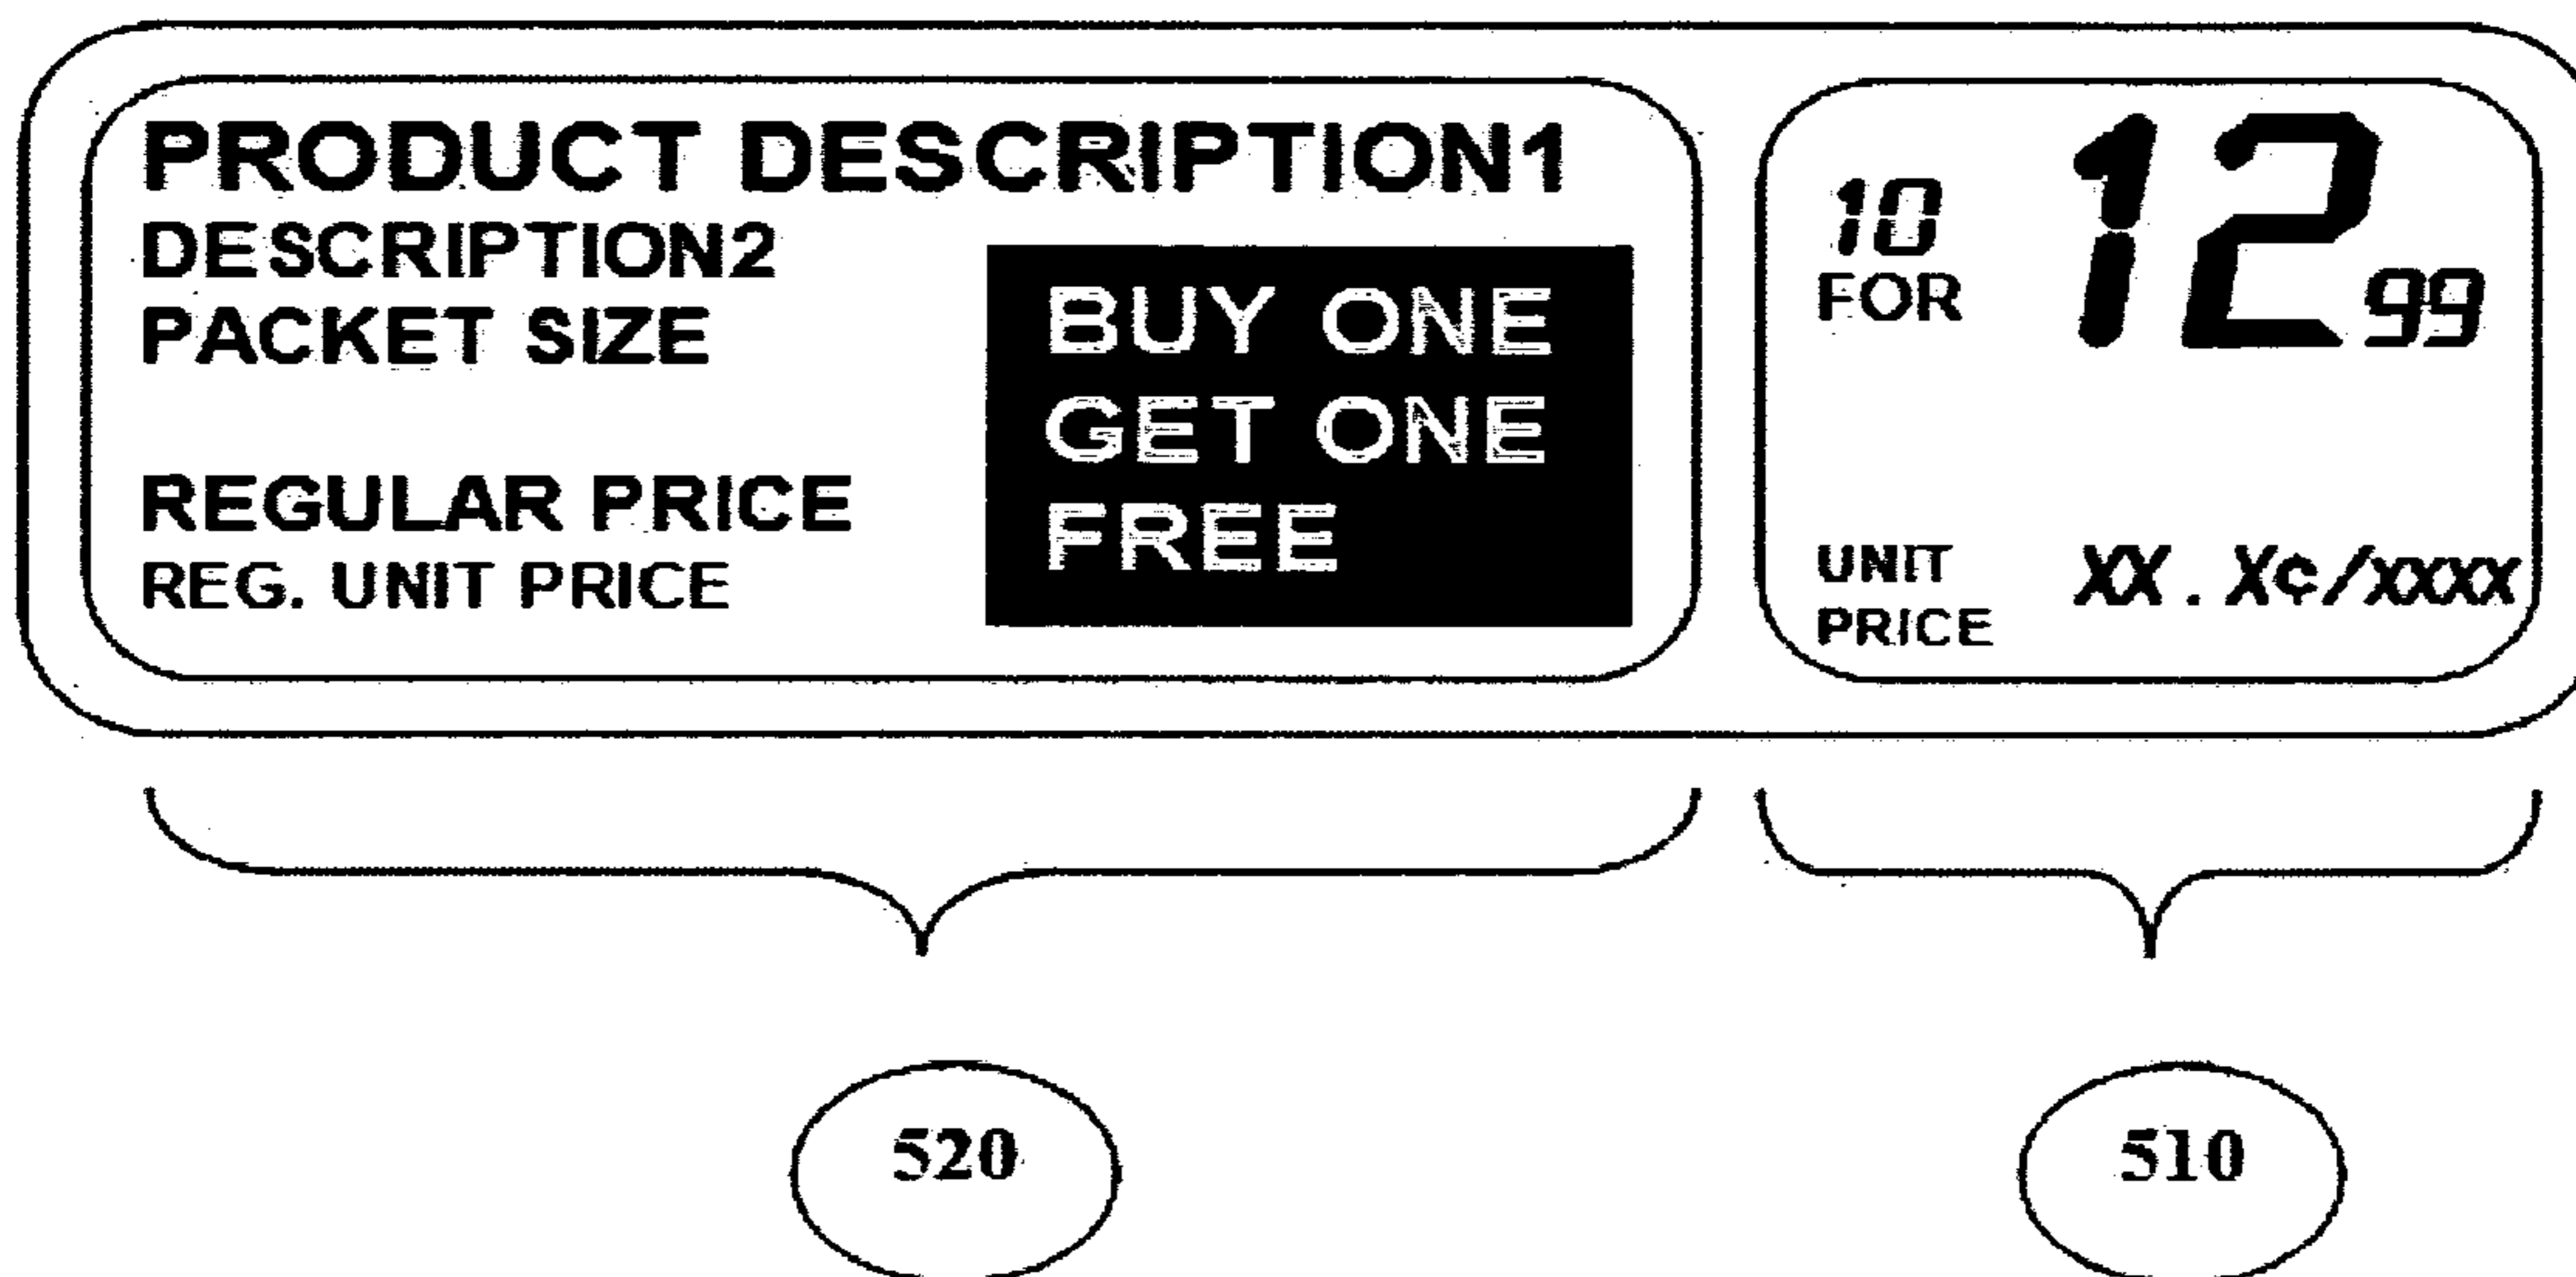 PRODUCT DESCRIPTION1
DESCRIPTION2
PACKET SIZE
REGULAR PRICE
REG. UNIT PRICE
BUY ONE
GET ONE
FREE
10
FOR
12 99
UNIT
PRICE
XX . X¢/xxxx
520
510